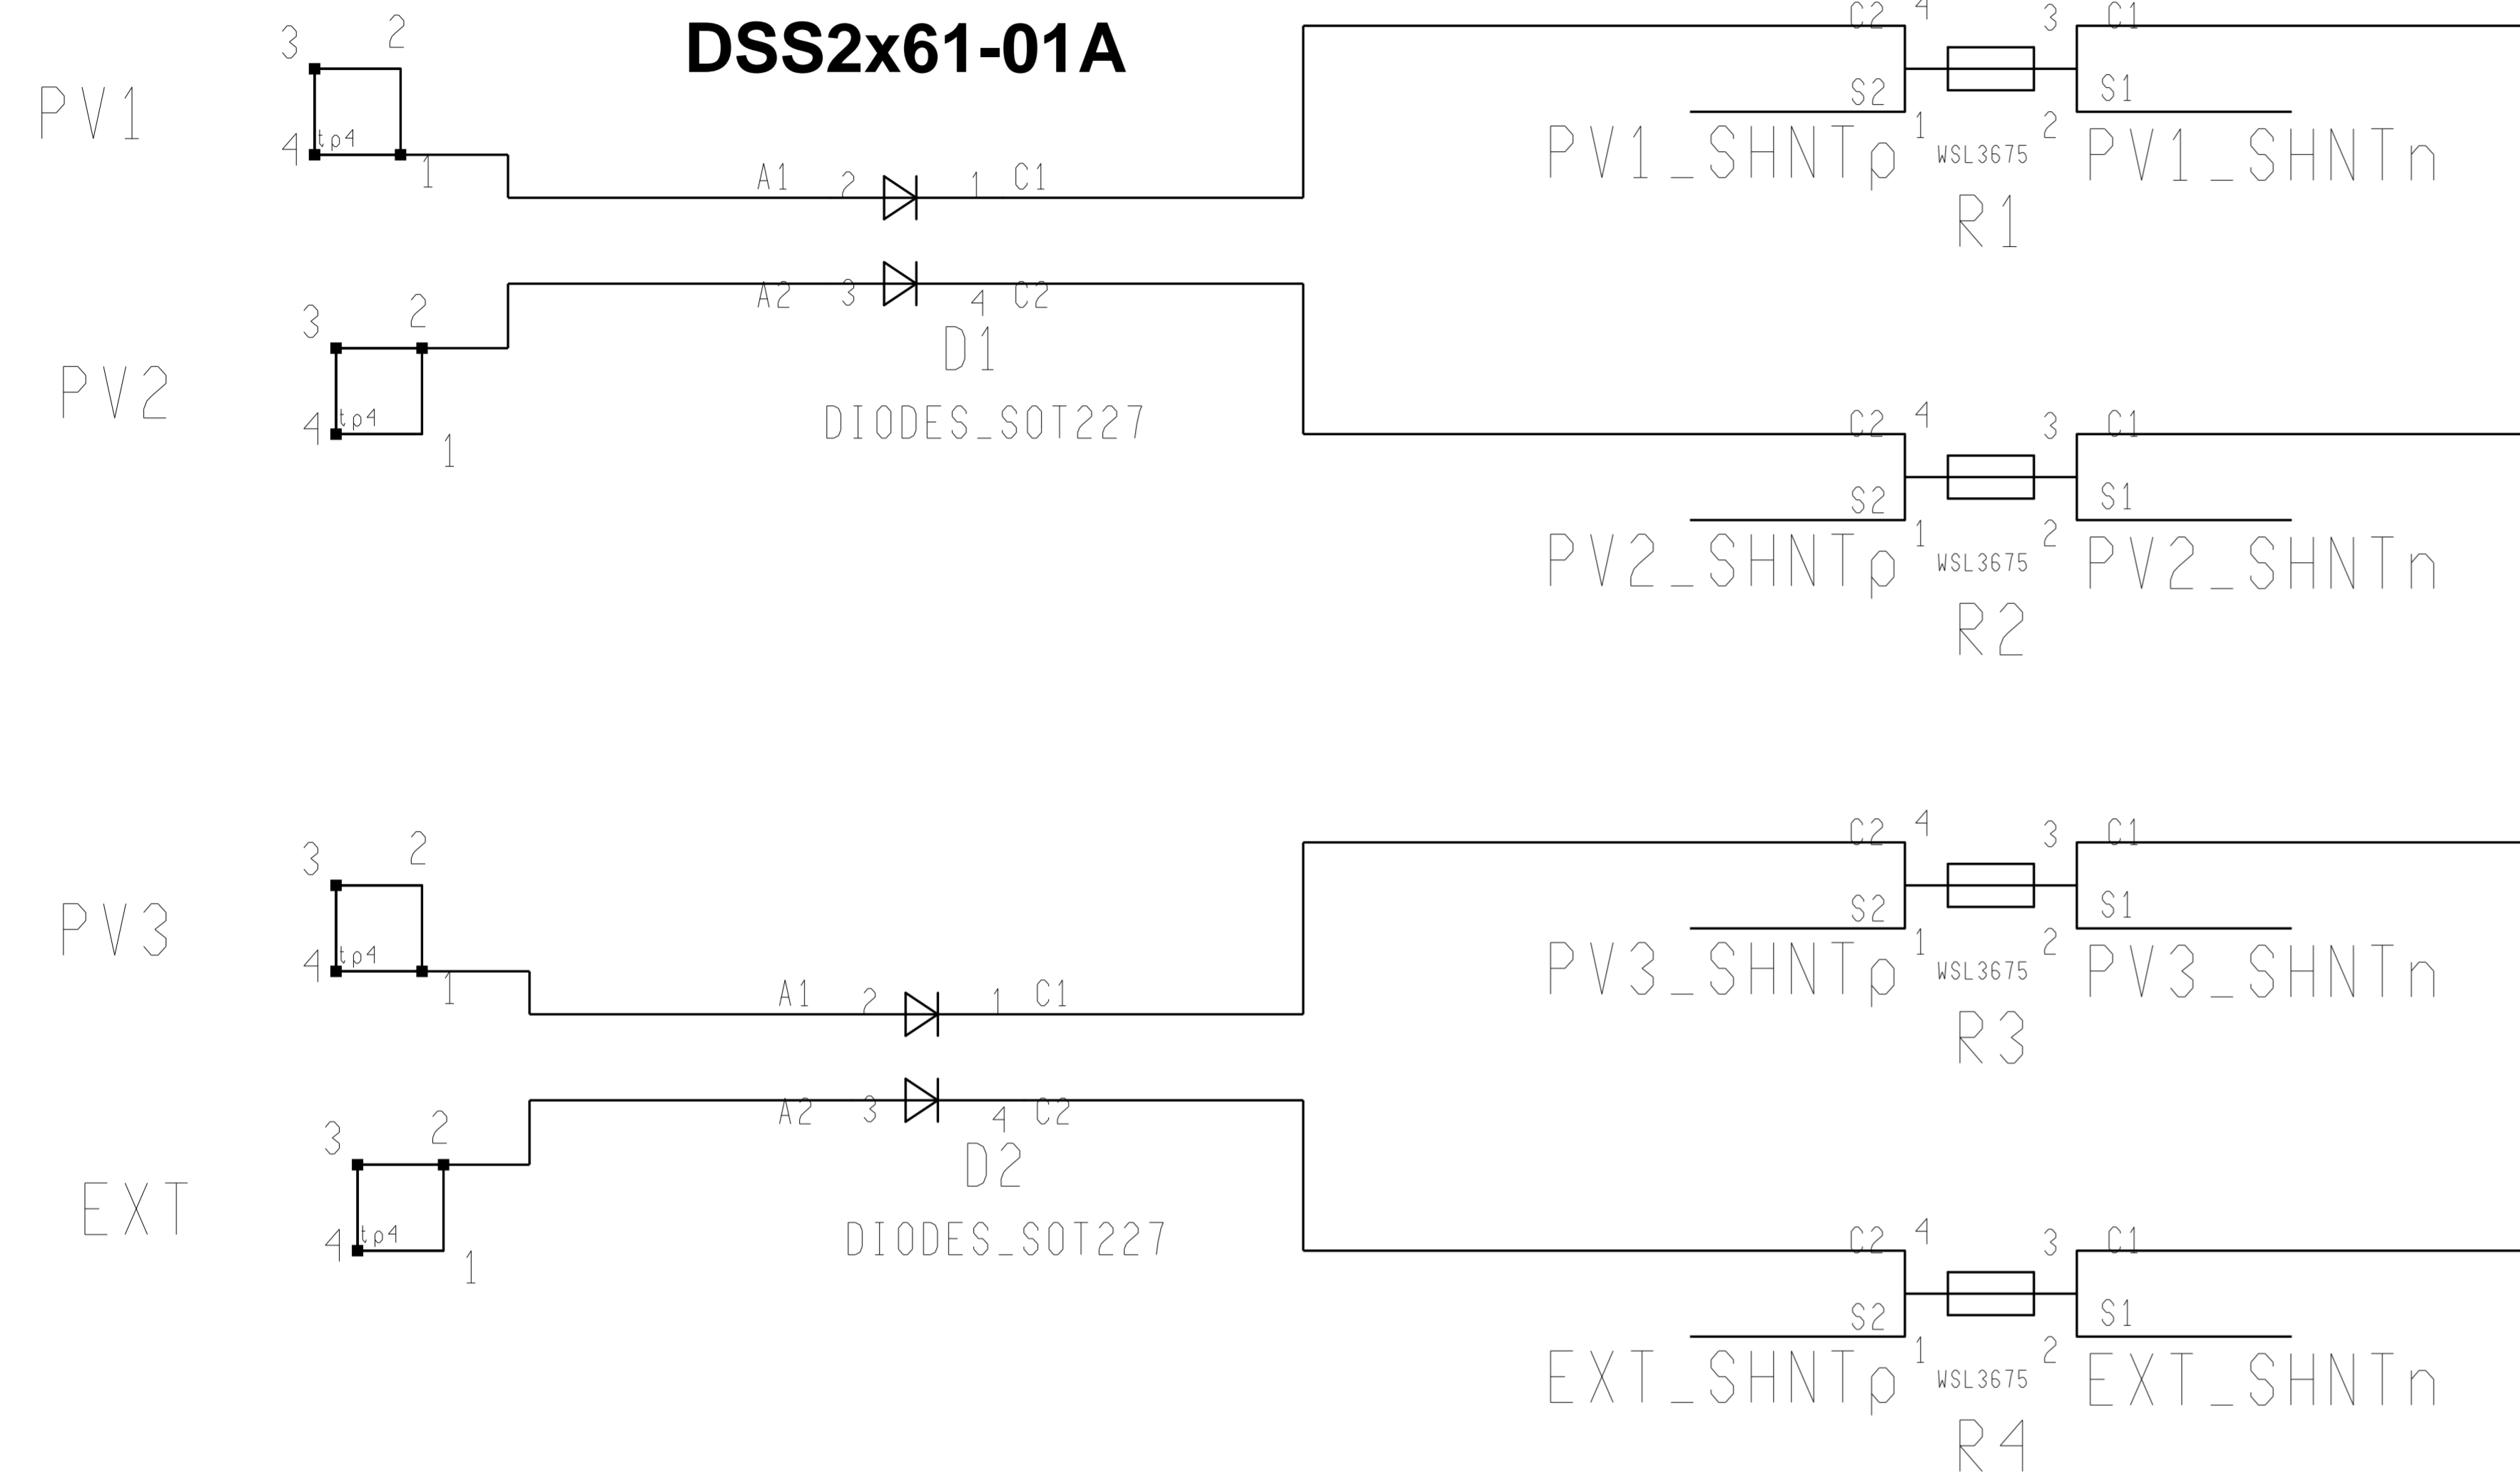 DSS2x61-01A
C2 4 3 C1
3 2
PV1
S2 S1
4 tp4 1
PV1_SHNTp 1 WSL3675 2 PV1_SHNTn
A1 2 1 C1
R1
A2 3 4 C2
3 2
D1
PV2
4 tp4 1
DIODES_SOT227
C2 4 3 C1
S2 S1
PV2_SHNTp 1 WSL3675 2 PV2_SHNTn
R2
3 2
C2 4 3 C1
PV3
S2 S1
4 tp4 1
PV3_SHNTp 1 WSL3675 2 PV3_SHNTn
A1 2 1 C1
R3
A2 3 4 C2
3 2
D2
EXT
4 tp4 1
DIODES_SOT227
C2 4 3 C1
S2 S1
EXT_SHNTp 1 WSL3675 2 EXT_SHNTn
R4